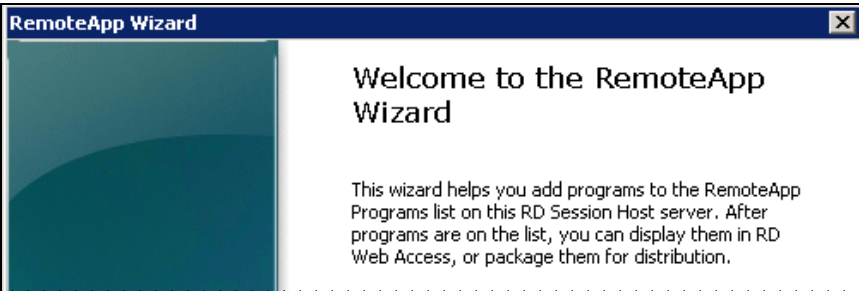 RemoteApp Wizard
Welcome to the RemoteApp
Wizard
This wizard helps you add programs to the RemoteApp
Programs list on this RD Session Host server. After
programs are on the list, you can display them in RD
Web Access, or package them for distribution.